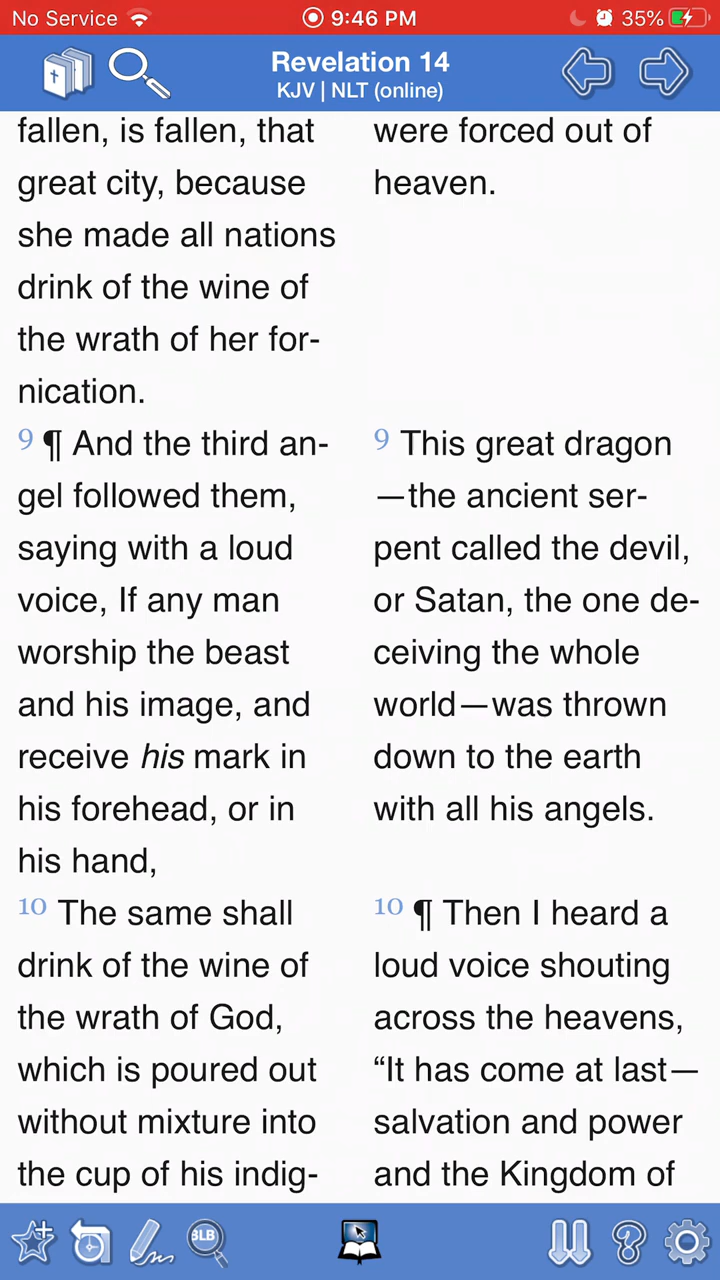 No Service 9:46 PM 35%
Revelation 14
KJV | NLT (online)
fallen, is fallen, that
great city, because
she made all nations
drink of the wine of
the wrath of her for-
nication.
9 ¶ And the third an-
gel followed them,
saying with a loud
voice, If any man
worship the beast
and his image, and
receive his mark in
his forehead, or in
his hand,
10 The same shall
drink of the wine of
the wrath of God,
which is poured out
without mixture into
the cup of his indig-
were forced out of
heaven.
9 This great dragon
—the ancient ser-
pent called the devil,
or Satan, the one de-
ceiving the whole
world—was thrown
down to the earth
with all his angels.
10 ¶ Then I heard a
loud voice shouting
across the heavens,
“It has come at last—
salvation and power
and the Kingdom of
BLB